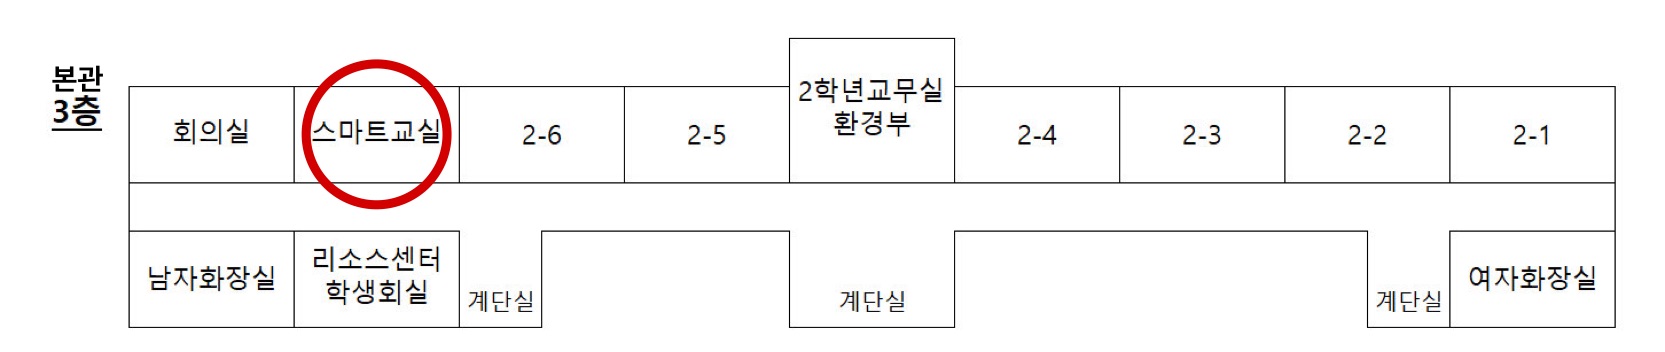 본관
3층
회의실
스마트교실
2-6
2-5
2학년교무실
환경부
2-4
2-3
2-2
2-1
남자화장실
리소스센터
학생회실
계단실
계단실
계단실
여자화장실